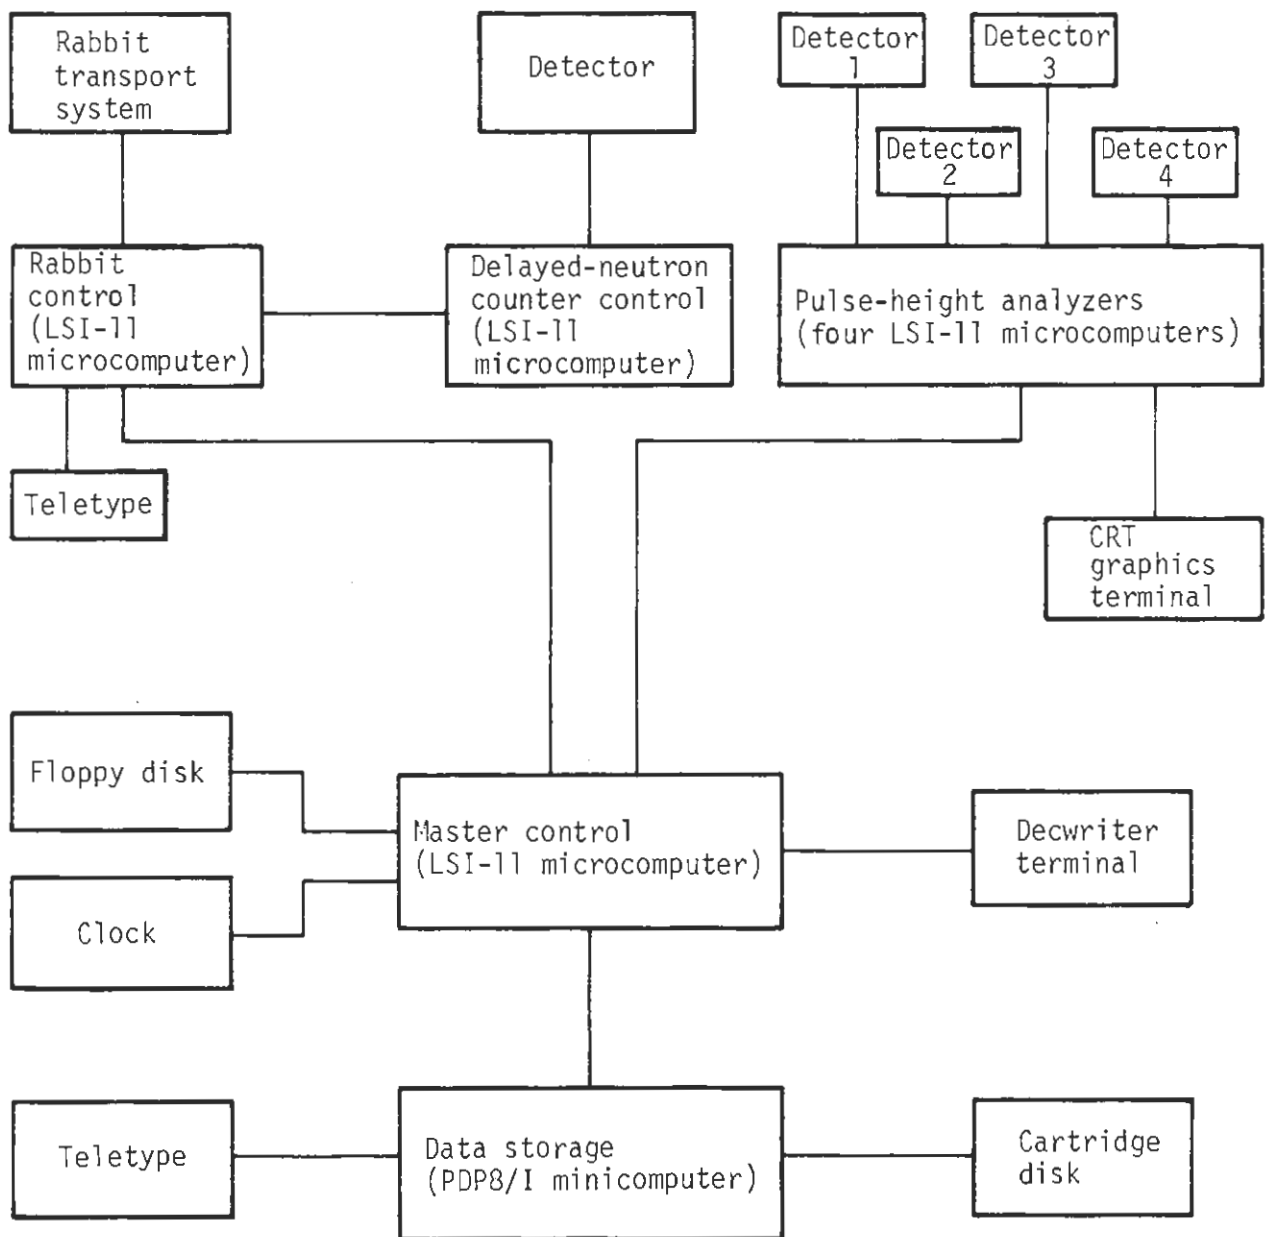 Rabbit
transport
system
Detector
Detector
1
Detector
3
Detector
2
Detector
4
Rabbit
control
(LSI-11
microcomputer)
Delayed-neutron
counter control
(LSI-11
microcomputer)
Pulse-height analyzers
(four LSI-11 microcomputers)
Teletype
CRT
graphics
terminal
Floppy disk
Master control
(LSI-11 microcomputer)
Decwriter
terminal
Clock
Teletype
Data storage
(PDP8/I minicomputer)
Cartridge
disk